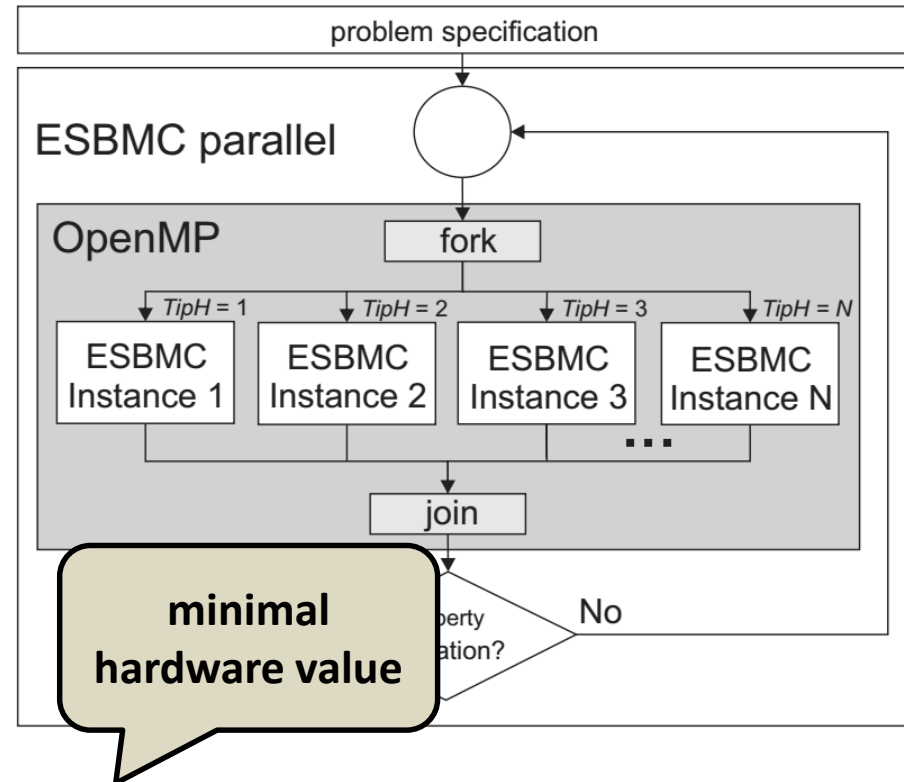 problem specification
ESBMC parallel
OpenMP
fork
TipH = 1
TipH = 2
TipH = 3
TipH = N
ESBMC
Instance 1
ESBMC
Instance 2
ESBMC
Instance 3
...
ESBMC
Instance N
join
minimal
hardware value
No